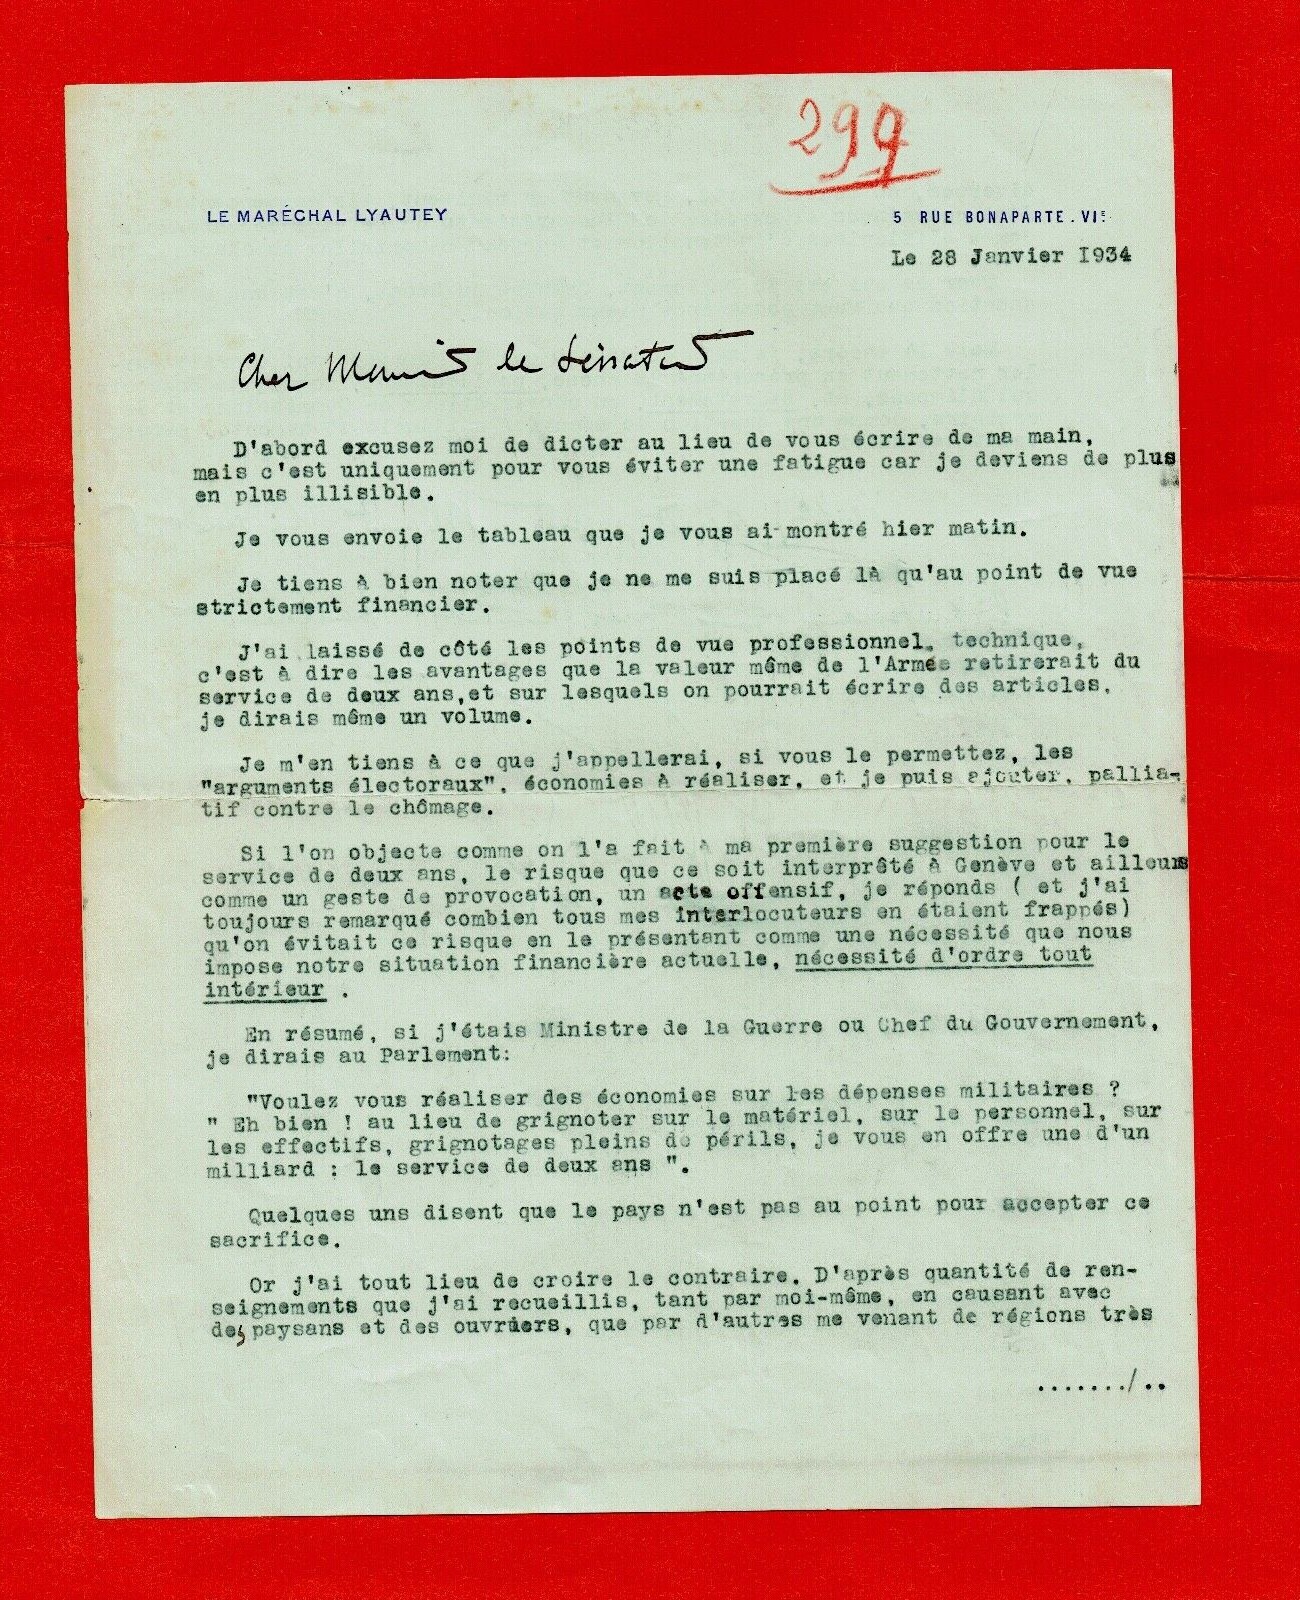 299
LE MARÉCHAL LYAUTEY
5 RUE BONAPARTE . VIE
Le 28 Janvier I934
Cher Monsieur le Sénateur
D'abord excusez moi de dicter au lieu de vous écrire de ma main,
mais c'est uniquement pour vous éviter une fatigue car je deviens de plus
en plus illisible.
Je vous envoie le tableau que je vous ai montré hier matin.
Je tiens à bien noter que je ne me suis placé là qu'au point de vue
strictement financier.
J'ai laissé de côté les points de vue professionnel, technique,
c'est à dire les avantages que la valeur même de l'Armée retirerait du
service de deux ans,et sur lesquels on pourrait écrire des articles,
je dirais même un volume.
Je m'en tiens à ce que j'appellerai, si vous le permettez, les
"arguments électoraux", économies à réaliser, et je puis ajouter, pallia-
tif contre le chômage.
Si l'on objecte comme on l'a fait à ma première suggestion pour le
service de deux ans, le risque que ce soit interprêté à Genève et ailleurs
comme un geste de provocation, un acte offensif, je réponds ( et j'ai
toujours remarqué combien tous mes interlocuteurs en étaient frappés)
qu'on évitait ce risque en le présentant comme une nécessité que nous
impose notre situation financière actuelle, nécessité d'ordre tout
intérieur .
En résumé, si j'étais Ministre de la Guerre ou Chef du Gouvernement,
je dirais au Parlement:
"Voulez vous réaliser des économies sur les dépenses militaires ?
" Eh bien ! au lieu de grignoter sur le matériel, sur le personnel, sur
les effectifs, grignotages pleins de périls, je vous en offre une d'un
milliard : le service de deux ans ".
Quelques uns disent que le pays n'est pas au point pour accepter ce
sacrifice.
Or j'ai tout lieu de croire le contraire. D'après quantité de ren-
seignements que j'ai recueillis, tant par moi-même, en causant avec
des paysans et des ouvriers, que par d'autres me venant de régions très
......./..